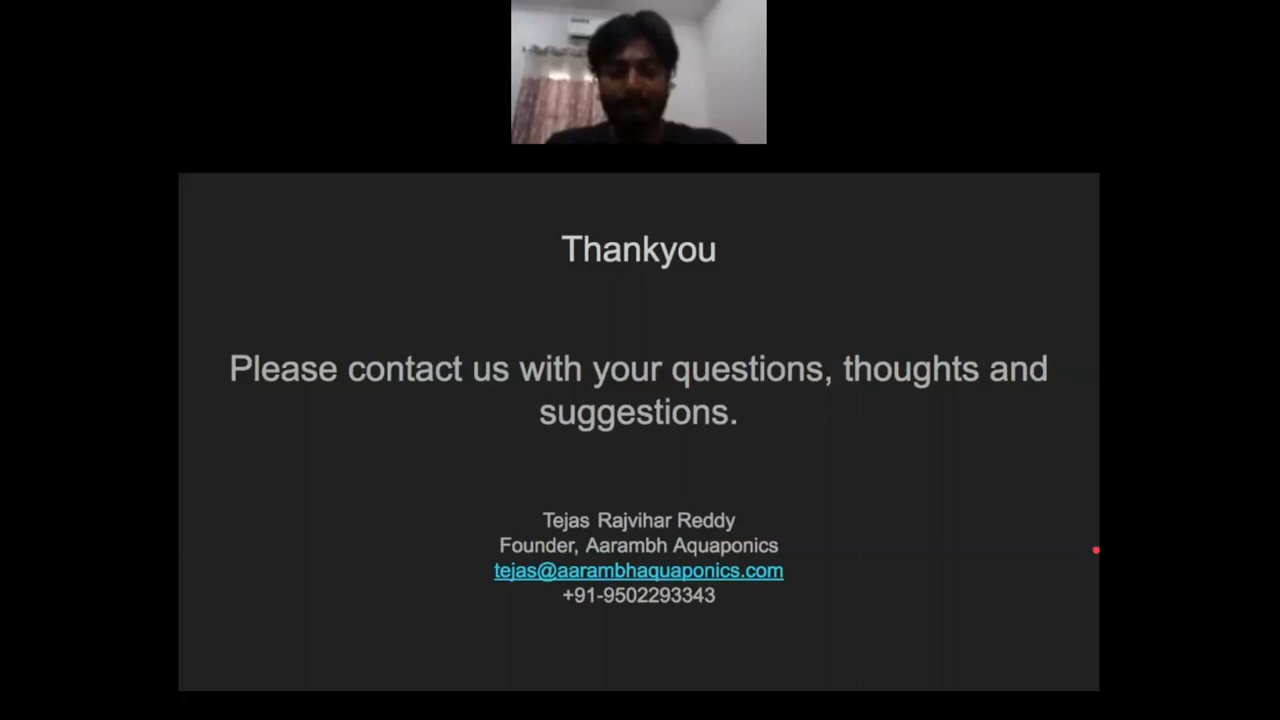 Thankyou
Please contact us with your questions, thoughts and
suggestions.
Tejas Rajvihar Reddy
Founder, Aarambh Aquaponics
tejas@aarambhaquaponics.com
+91-9502293343